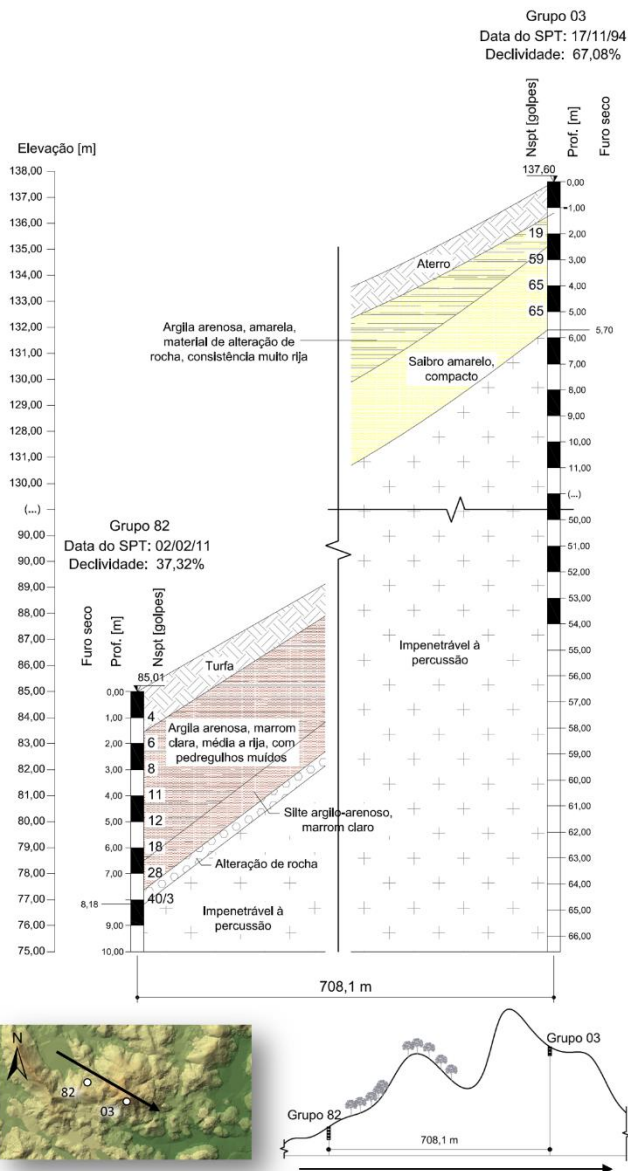 Grupo 03
Data do SPT: 17/11/94
Declividade: 67,08%
Nspt [golpes]
Prof. [m]
Furo seco
Elevação [m]
137,60
138,00
137,00
136,00
135,00
134,00
133,00
132,00
131,00
130,00
129,00
128,00
131,00
130,00
(...)
90,00
90,00
89,00
88,00
87,00
86,00
85,00
84,00
83,00
82,00
81,00
80,00
79,00
78,00
77,00
76,00
75,00
0,00
1,00
2,00
3,00
4,00
5,00
6,00
7,00
8,00
9,00
10,00
11,00
(...)
50,00
51,00
52,00
53,00
54,00
57,00
58,00
59,00
60,00
61,00
62,00
63,00
64,00
65,00
66,00
19
59
65
65
5,70
Aterro
Argila arenosa, amarela,
material de alteração de
rocha, consistência muito rija
Saibro amarelo,
compacto
Impenetrável à
percussão
Grupo 82
Data do SPT: 02/02/11
Declividade: 37,32%
Furo seco
Prof. [m]
Nspt [golpes]
85,01
0,00
1,00
2,00
3,00
4,00
5,00
6,00
7,00
8,18
9,00
10,00
4
6
8
11
12
18
28
40/3
Turfa
Argila arenosa, marrom
clara, média a rija, com
pedregulhos muídos
Silte argilo-arenoso,
marrom claro
Alteração de rocha
Impenetrável à
percussão
708,1 m
N
82
03
Grupo 03
Grupo 82
708,1 m